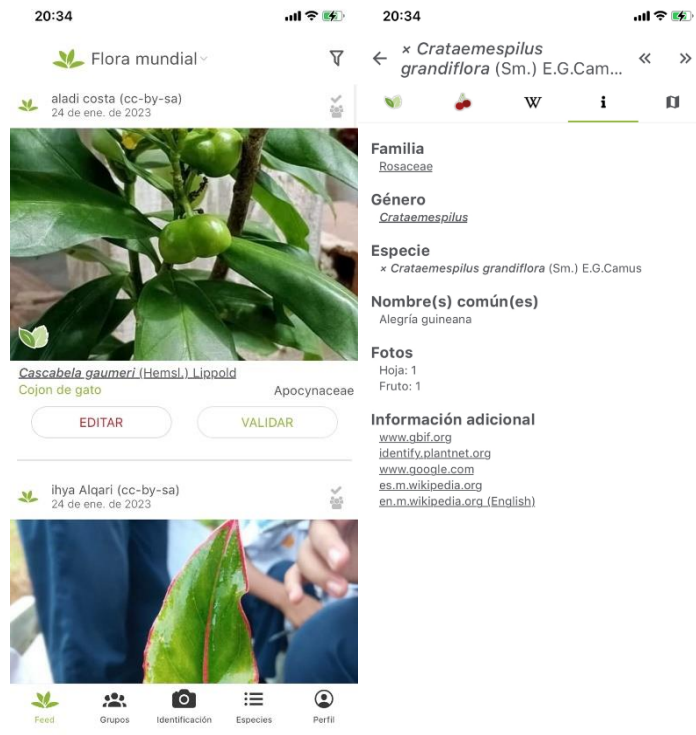 20:34
Flora mundial
aladi costa (cc-by-sa)
24 de ene. de 2023
Cascabela gaumeri (Hemsl.) Lippold
Cojon de gato
Apocynaceae
EDITAR
VALIDAR
ihya Alqari (cc-by-sa)
24 de ene. de 2023
Feed
Grupos
Identificación
Especies
Perfil
20:34
× Crataemespilus
grandiflora (Sm.) E.G.Cam...
W
i
Familia
Rosaceae
Género
Crataemespilus
Especie
× Crataemespilus grandiflora (Sm.) E.G.Camus
Nombre(s) común(es)
Alegría guineana
Fotos
Hoja: 1
Fruto: 1
Información adicional
www.gbif.org
identify.plantnet.org
www.google.com
es.m.wikipedia.org
en.m.wikipedia.org (English)